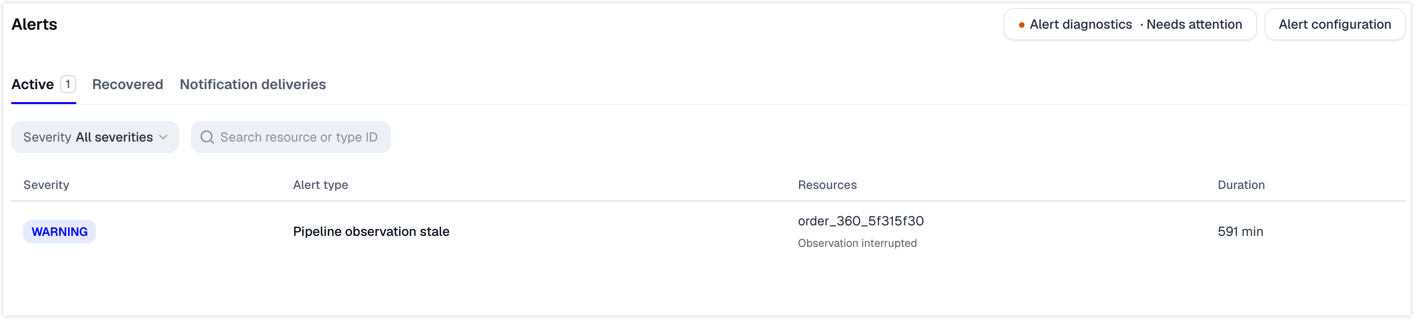 Alerts
Alert diagnostics · Needs attention
Alert configuration
Active 1 Recovered Notification deliveries
Severity All severities Search resource or type ID
Severity Alert type Resources Duration
WARNING Pipeline observation stale order_360_5f315f30 591 min
Observation interrupted